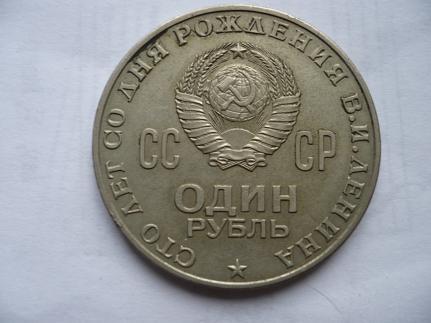 СТО ЛЕТ СО ДНЯ РОЖДЕНИЯ В.И.ЛЕНИНА
СС СР
ОДИН
РУБЛЬ